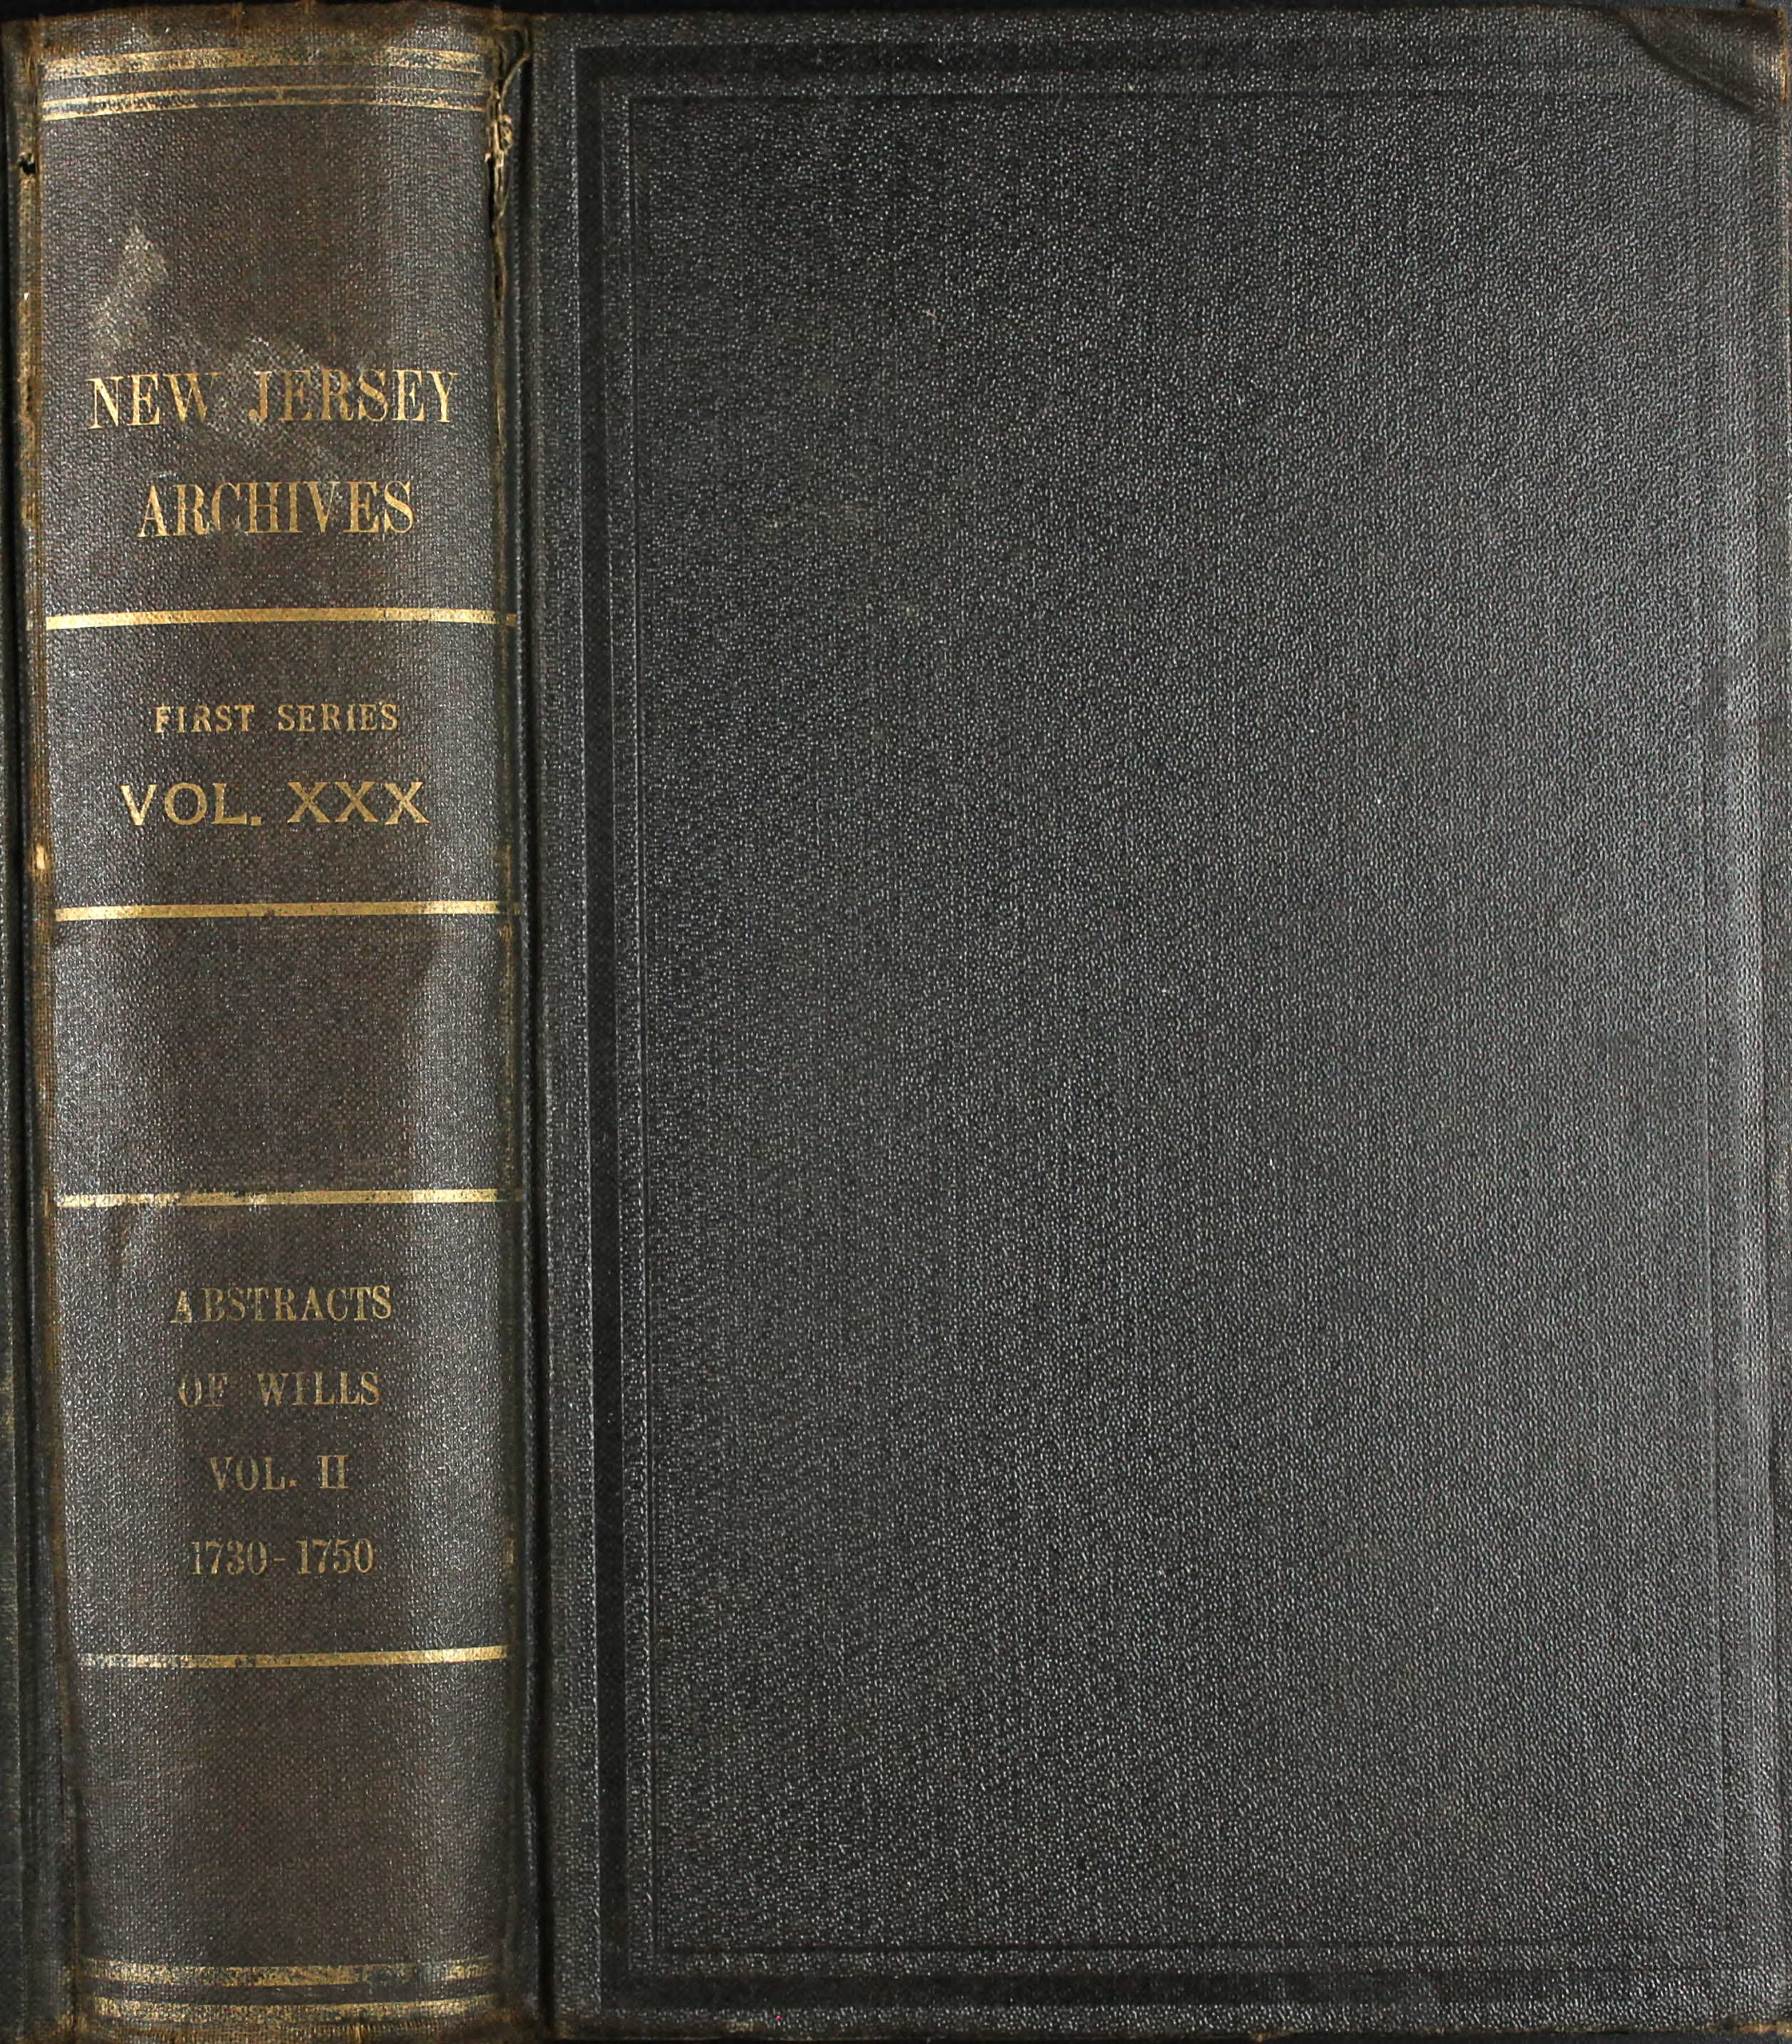 NEW JERSEY
ARCHIVES
FIRST SERIES
VOL. XXX
ABSTRACTS
OF WILLS
VOL. II
1730-1750